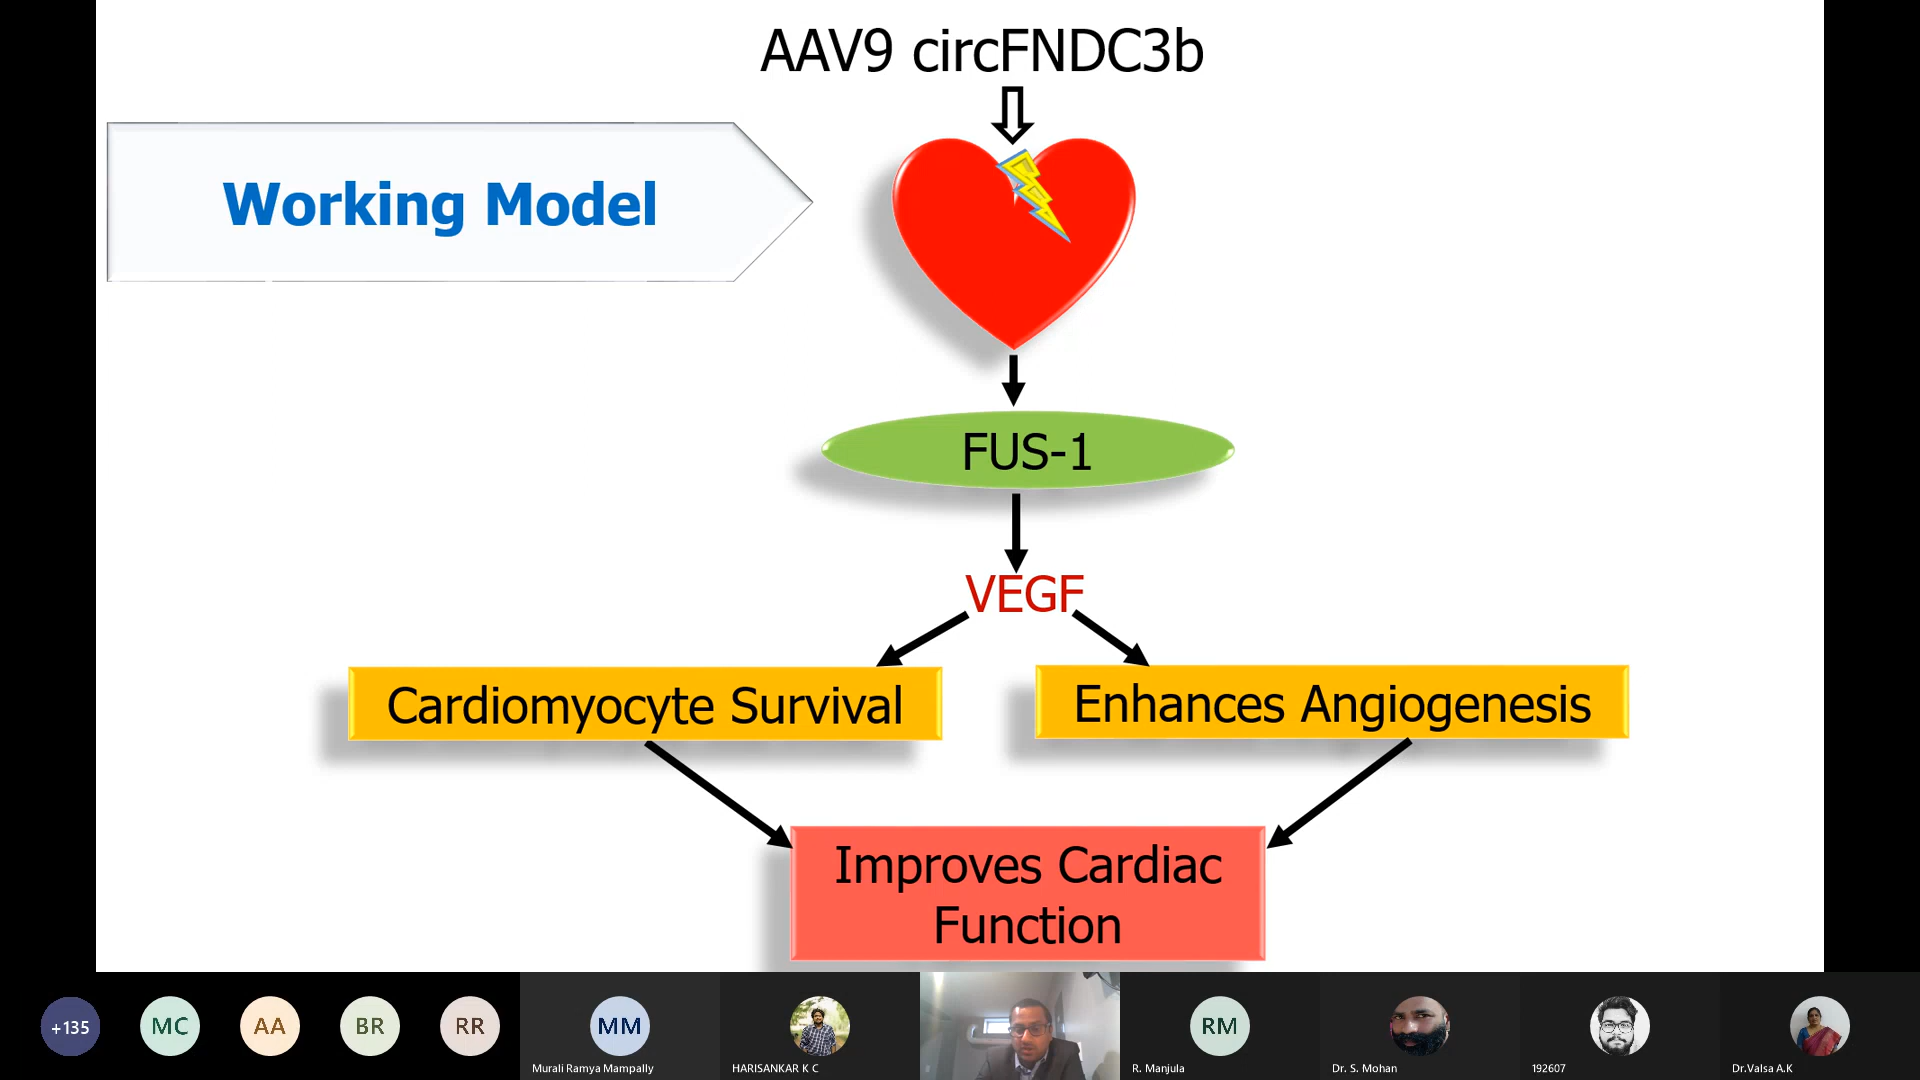 AAV9 circFNDC3b
Working Model
FUS-1
VEGF
Cardiomyocyte Survival
Enhances Angiogenesis
Improves Cardiac
Function
+135
MC
AA
BR
RR
MM
Murali Ramya Mampally
HARISANKAR K C
RM
R. Manjula
Dr. S. Mohan
192607
Dr.Valsa A.K